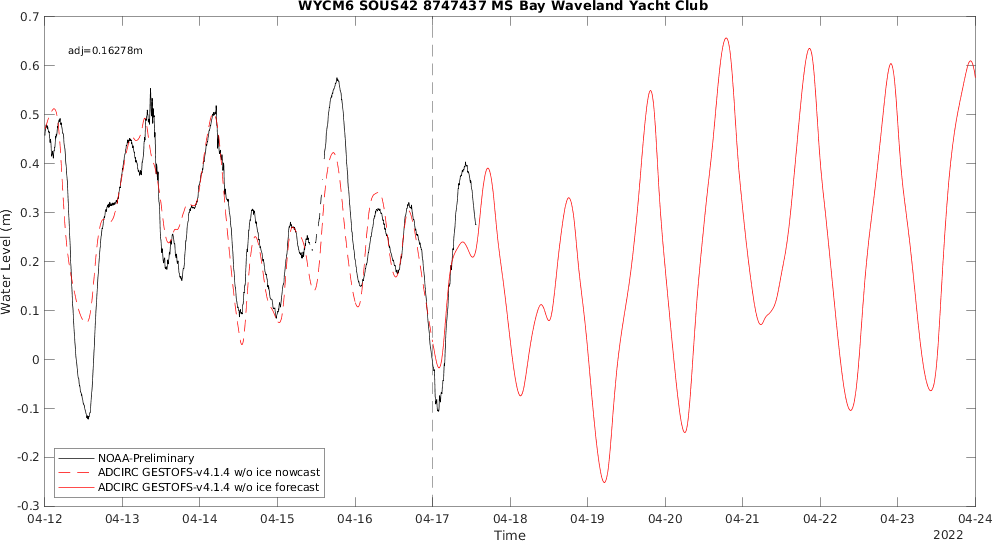 WYCM6 SOUS42 8747437 MS Bay Waveland Yacht Club
0.7
adj=0.16278m
0.6
0.5
0.4
0.3
0.2
0.1
0
-0.1
-0.2
-0.3
Water Level (m)
NOAA-Preliminary
ADCIRC GESTOFS-v4.1.4 w/o ice nowcast
ADCIRC GESTOFS-v4.1.4 w/o ice forecast
04-12 04-13 04-14 04-15 04-16 04-17 04-18 04-19 04-20 04-21 04-22 04-23 04-24
Time
2022